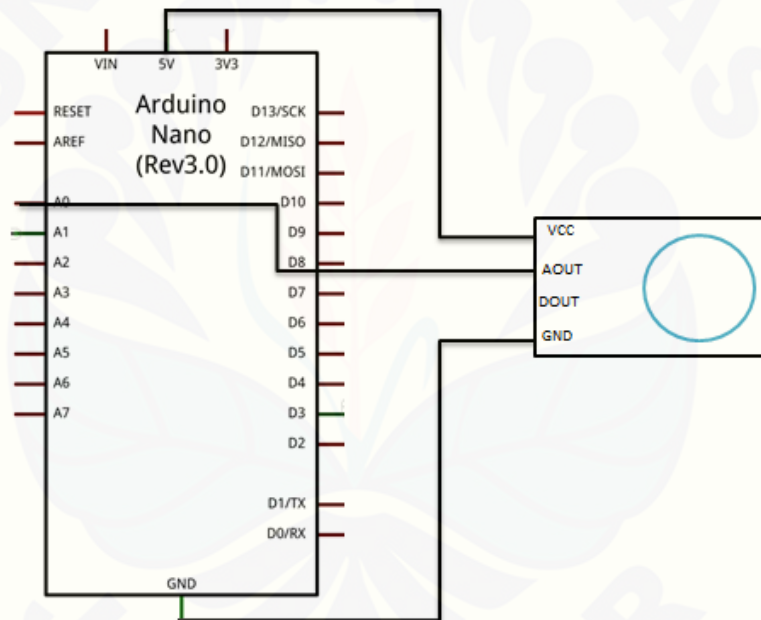 VIN 5V 3V3
Arduino
Nano
(Rev3.0)
RESET
AREF
A0
A1
A2
A3
A4
A5
A6
A7
D13/SCK
D12/MISO
D11/MOSI
D10
D9
D8
D7
D6
D5
D4
D3
D2
D1/TX
D0/RX
GND
VCC
AOUT
DOUT
GND